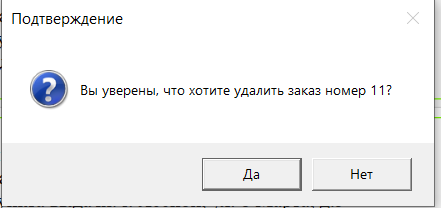 Подтверждение
Вы уверены, что хотите удалить заказ номер 11?
Да
Нет